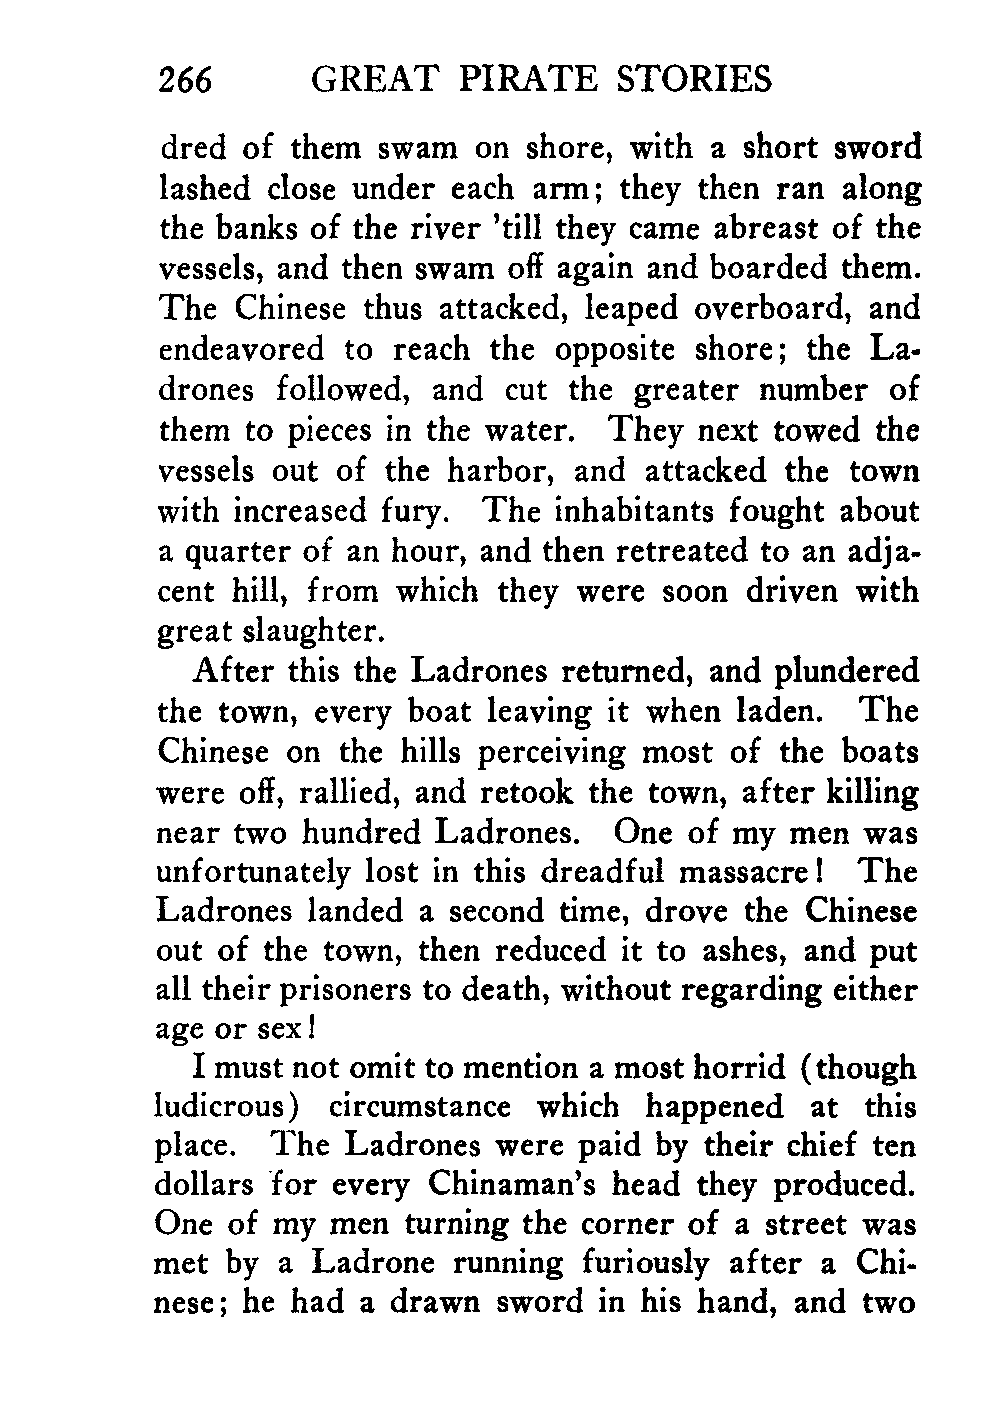 266 GREAT PIRATE STORIES
dred of them swam on shore, with a short sword
lashed close under each arm; they then ran along
the banks of the river 'till they came abreast of the
vessels, and then swam off again and boarded them.
The Chinese thus attacked, leaped overboard, and
endeavored to reach the opposite shore; the La-
drones followed, and cut the greater number of
them to pieces in the water. They next towed the
vessels out of the harbor, and attacked the town
with increased fury. The inhabitants fought about
a quarter of an hour, and then retreated to an adja-
cent hill, from which they were soon driven with
great slaughter.
After this the Ladrones returned, and plundered
the town, every boat leaving it when laden. The
Chinese on the hills perceiving most of the boats
were off, rallied, and retook the town, after killing
near two hundred Ladrones. One of my men was
unfortunately lost in this dreadful massacre! The
Ladrones landed a second time, drove the Chinese
out of the town, then reduced it to ashes, and put
all their prisoners to death, without regarding either
age or sex!
I must not omit to mention a most horrid (though
ludicrous) circumstance which happened at this
place. The Ladrones were paid by their chief ten
dollars for every Chinaman's head they produced.
One of my men turning the corner of a street was
met by a Ladrone running furiously after a Chi-
nese; he had a drawn sword in his hand, and two